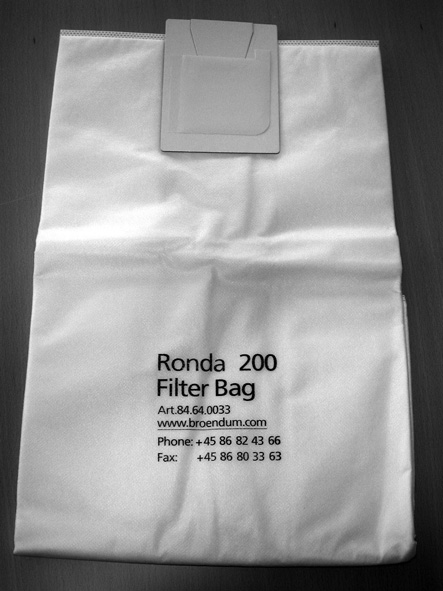 Ronda 200
Filter Bag
Art.84.64.0033
www.broendum.com
Phone: +45 86 82 43 66
Fax: +45 86 80 33 63